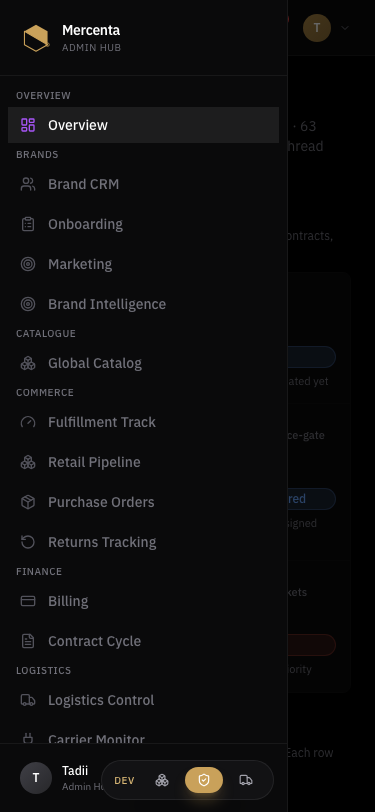 Mercenta
ADMIN HUB
T
OVERVIEW
Overview
· 63
hread
BRANDS
Brand CRM
Onboarding
ontracts,
Marketing
Brand Intelligence
CATALOGUE
Global Catalog
ated yet
COMMERCE
Fulfillment Track
ce-gate
Retail Pipeline
Purchase Orders
red
signed
Returns Tracking
FINANCE
Billing
kets
Contract Cycle
LOGISTICS
ority
Logistics Control
Carrier Monitor
Each row
T
Tadii
Admin Hu
DEV